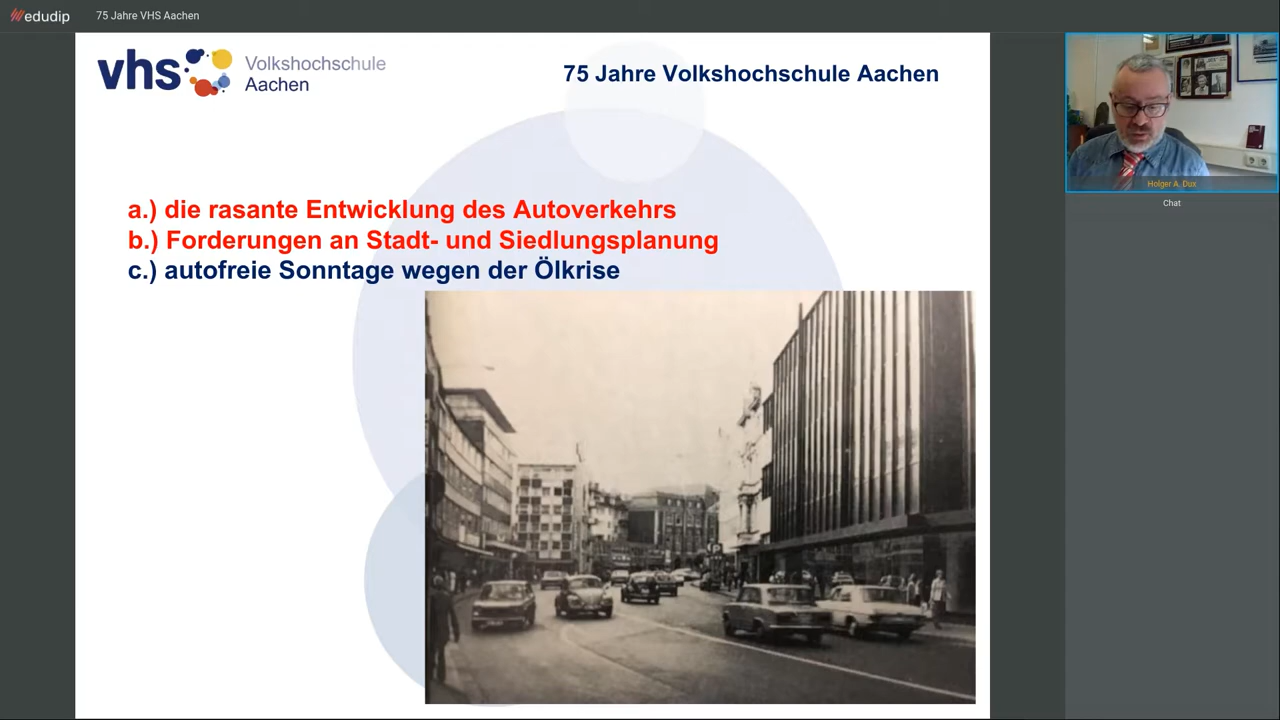 edudip
75 Jahre VHS Aachen
vhs
Volkshochschule
Aachen
75 Jahre Volkshochschule Aachen
a.) die rasante Entwicklung des Autoverkehrs
b.) Forderungen an Stadt- und Siedlungsplanung
c.) autofreie Sonntage wegen der Ölkrise
Holger A. Dux
Chat
P